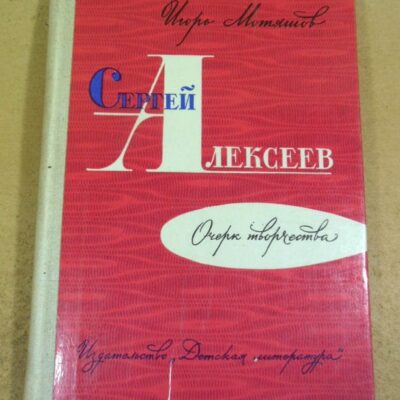 Игорь Мотяшов
СЕРГЕЙ
АЛЕКСЕЕВ
Очерк творчества
Издательство „Детская литература"